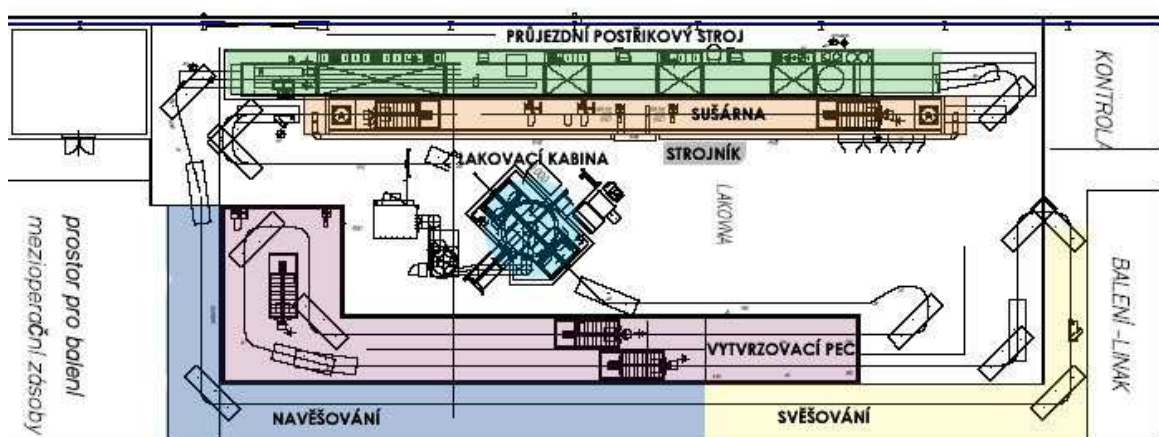 PRŮJEZDNÍ POSTŘIKOVÝ STROJ
SUŠÁRNA
LAKOVACÍ KABINA
STROJNÍK
LAKOVNA
KONTROLA
prostor pro balení
mezioperační zásoby
VYTVRZOVACÍ PEC
BALENÍ -LINAK
NAVĚŠOVÁNÍ
SVĚŠOVÁNÍ